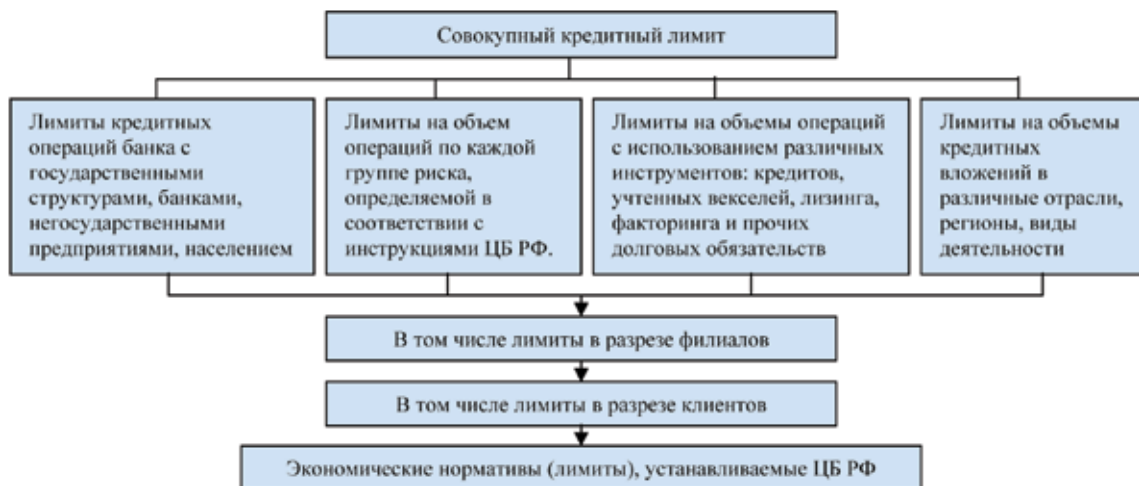 Совокупный кредитный лимит
Лимиты кредитных
операций банка с
государственными
структурами, банками,
негосударственными
предприятиями, населением
Лимиты на объем
операций по каждой
группе риска,
определяемой в
соответствии с
инструкциями ЦБ РФ.
Лимиты на объемы операций
с использованием различных
инструментов: кредитов,
учтенных векселей, лизинга,
факторинга и прочих
долговых обязательств
Лимиты на объемы
кредитных
вложений в
различные отрасли,
регионы, виды
деятельности
В том числе лимиты в разрезе филиалов
В том числе лимиты в разрезе клиентов
Экономические нормативы (лимиты), устанавливаемые ЦБ РФ